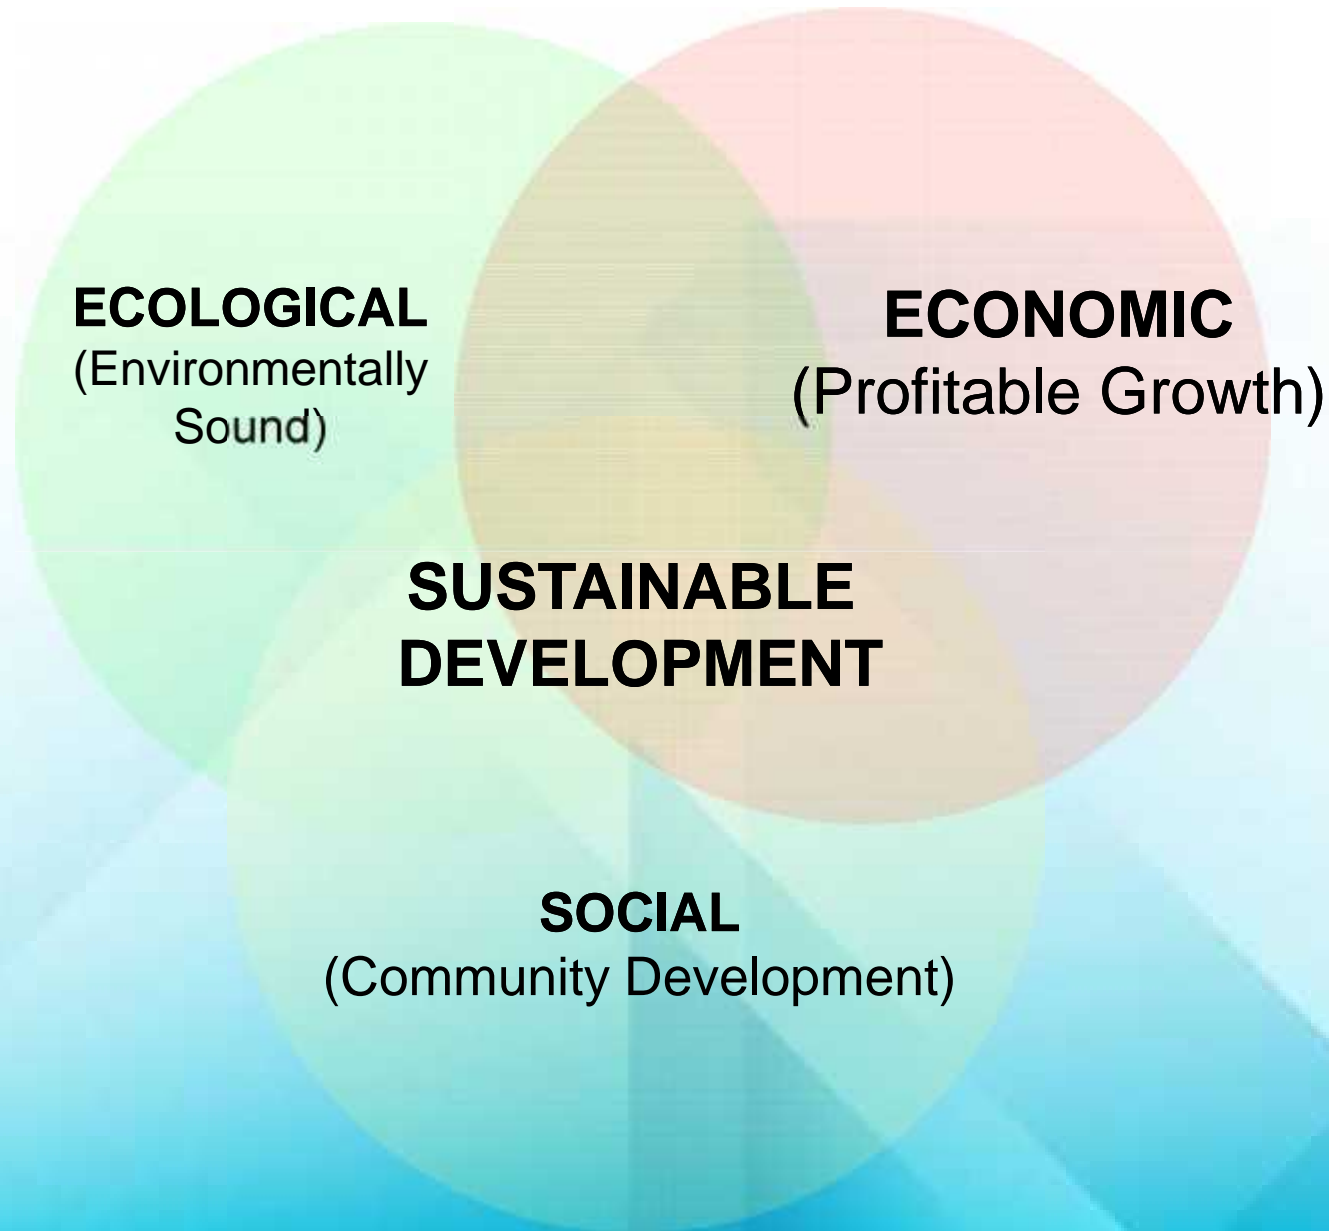 ECOLOGICAL
(Environmentally
Sound)
ECONOMIC
(Profitable Growth)
SUSTAINABLE
DEVELOPMENT
SOCIAL
(Community Development)